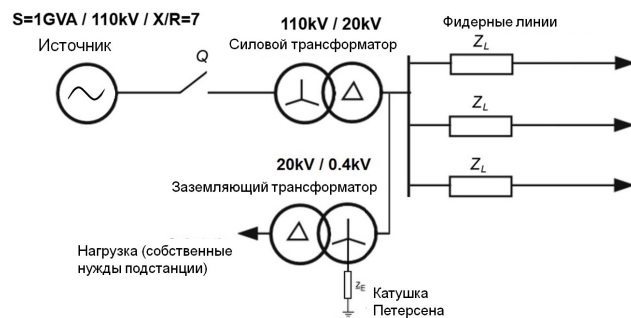 S=1GVA / 110kV / X/R=7
Источник
Q
110kV / 20kV
Силовой трансформатор
Фидерные линии
Z_L
Z_L
Z_L
20kV / 0.4kV
Заземляющий трансформатор
Нагрузка (собственные
нужды подстанции)
Z_E
Катушка
Петерсена